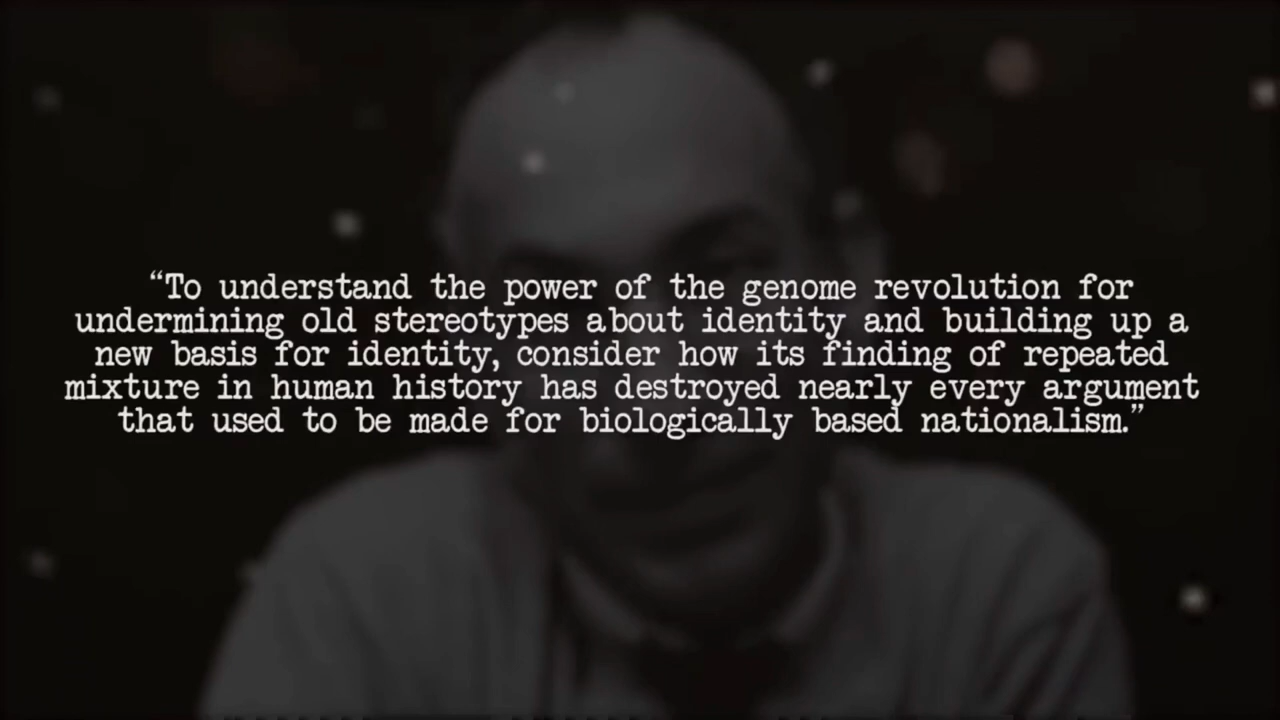 “To understand the power of the genome revolution for
undermining old stereotypes about identity and building up a
new basis for identity, consider how its finding of repeated
mixture in human history has destroyed nearly every argument
that used to be made for biologically based nationalism.”